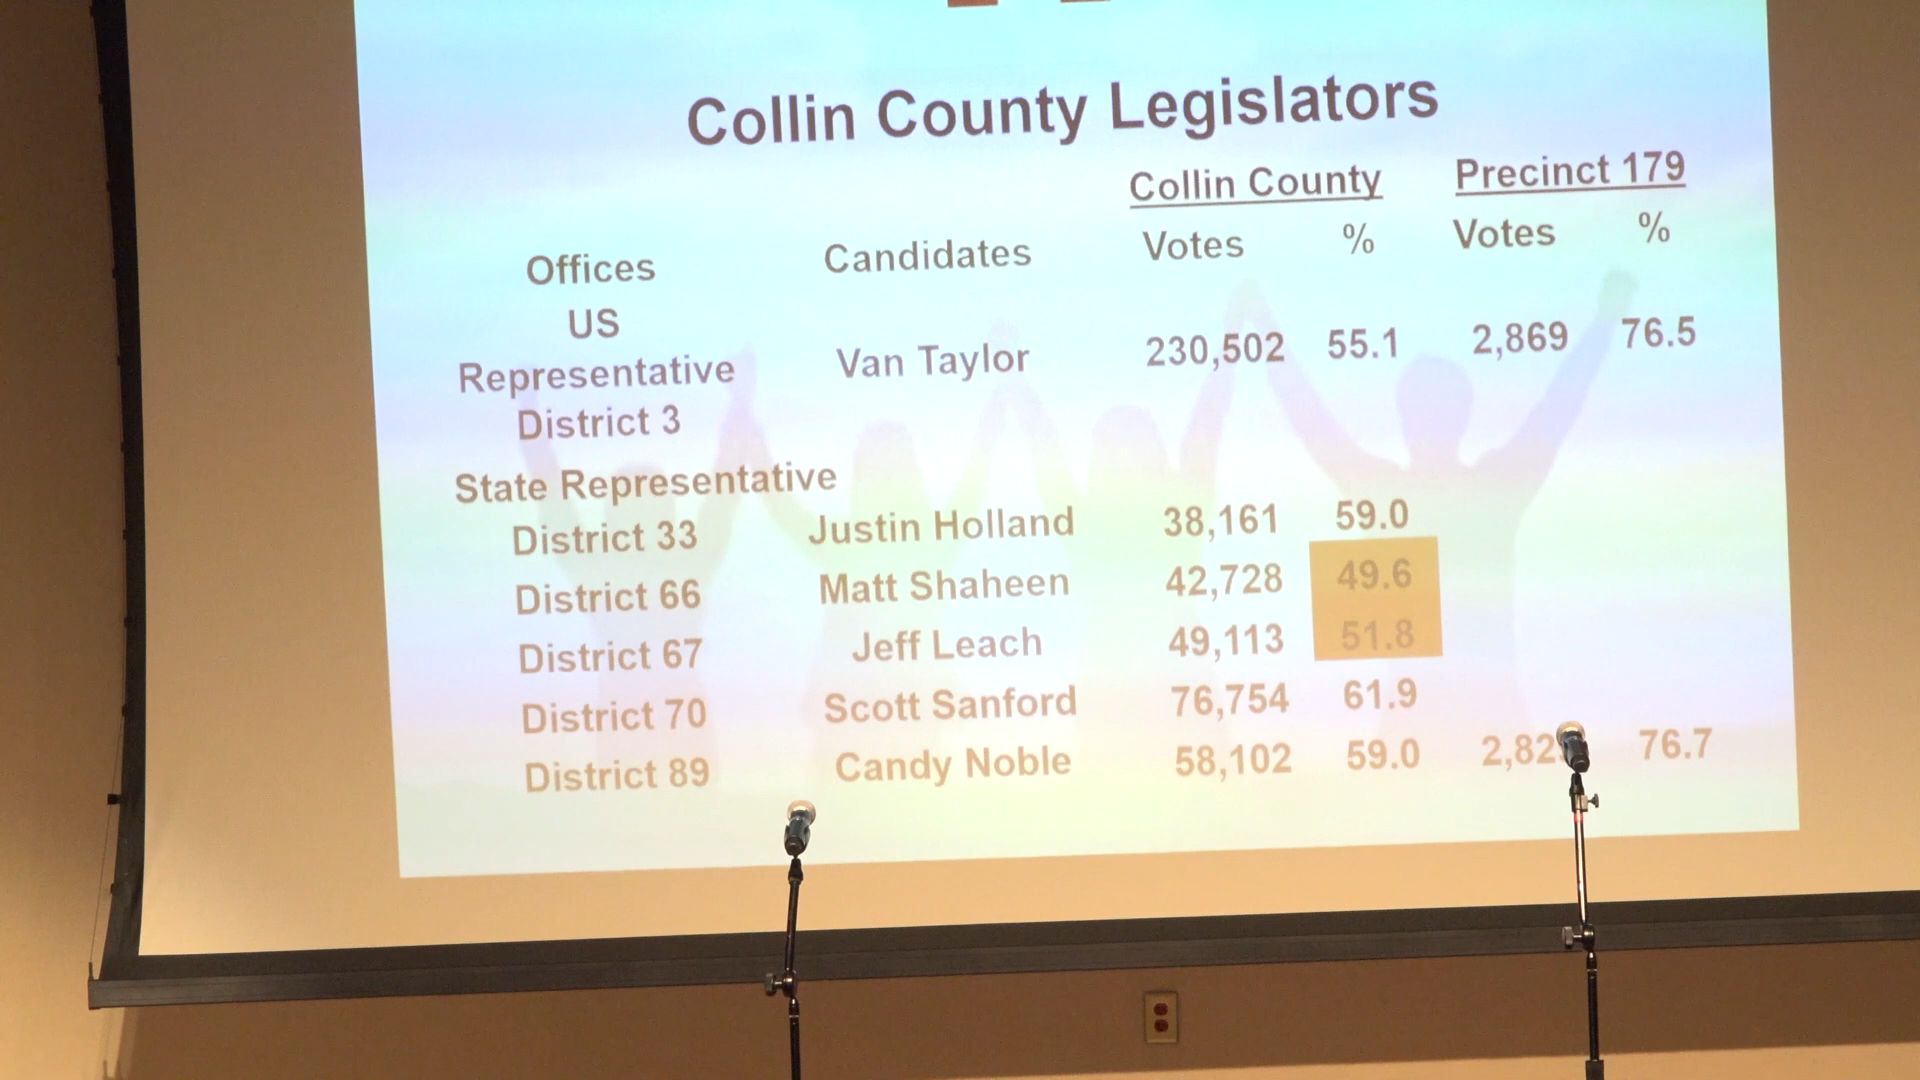 Collin County Legislators
Collin County Precinct 179
Offices Candidates Votes % Votes %
US
Representative Van Taylor 230,502 55.1 2,869 76.5
District 3
State Representative
District 33 Justin Holland 38,161 59.0
District 66 Matt Shaheen 42,728 49.6
District 67 Jeff Leach 49,113 51.8
District 70 Scott Sanford 76,754 61.9
District 89 Candy Noble 58,102 59.0 76.7